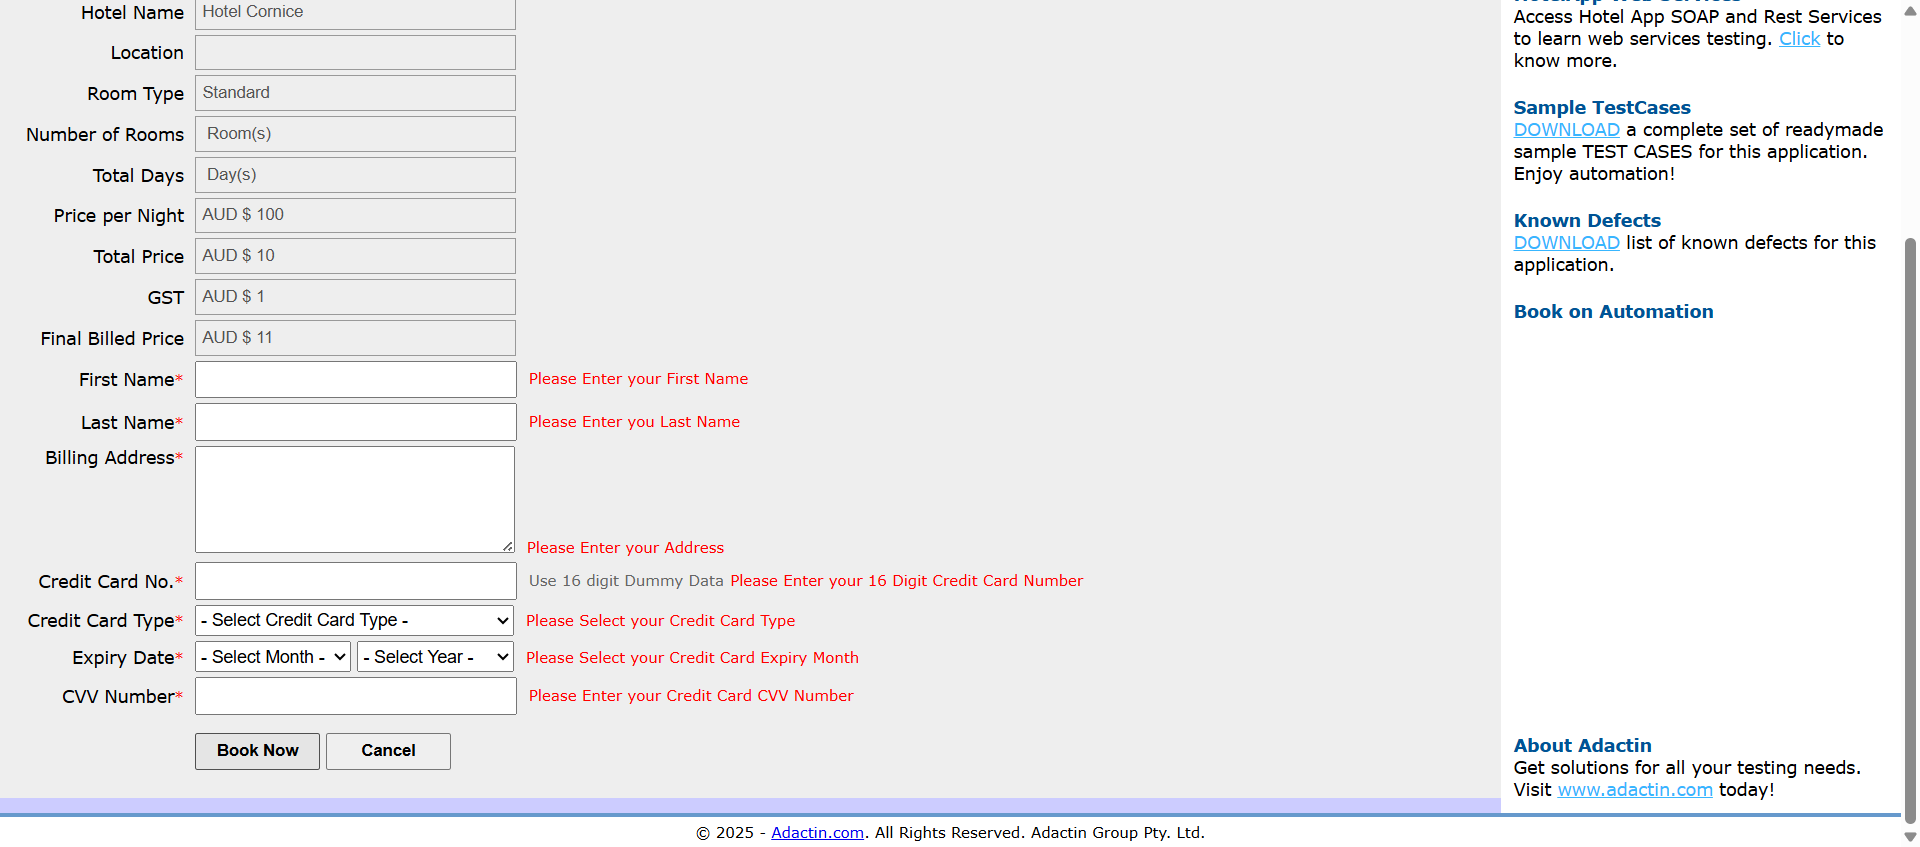 Hotel Name
Hotel Cornice
Location
Room Type
Standard
Number of Rooms
Room(s)
Total Days
Day(s)
Price per Night
AUD $ 100
Total Price
AUD $ 10
GST
AUD $ 1
Final Billed Price
AUD $ 11
First Name*
Please Enter your First Name
Last Name*
Please Enter you Last Name
Billing Address*
Please Enter your Address
Credit Card No.*
Use 16 digit Dummy Data Please Enter your 16 Digit Credit Card Number
Credit Card Type*
- Select Credit Card Type -
Please Select your Credit Card Type
Expiry Date*
- Select Month -
- Select Year -
Please Select your Credit Card Expiry Month
CVV Number*
Please Enter your Credit Card CVV Number
Book Now
Cancel
Access Hotel App SOAP and Rest Services
to learn web services testing. Click to
know more.
Sample TestCases
DOWNLOAD a complete set of readymade
sample TEST CASES for this application.
Enjoy automation!
Known Defects
DOWNLOAD list of known defects for this
application.
Book on Automation
About Adactin
Get solutions for all your testing needs.
Visit www.adactin.com today!
© 2025 - Adactin.com. All Rights Reserved. Adactin Group Pty. Ltd.